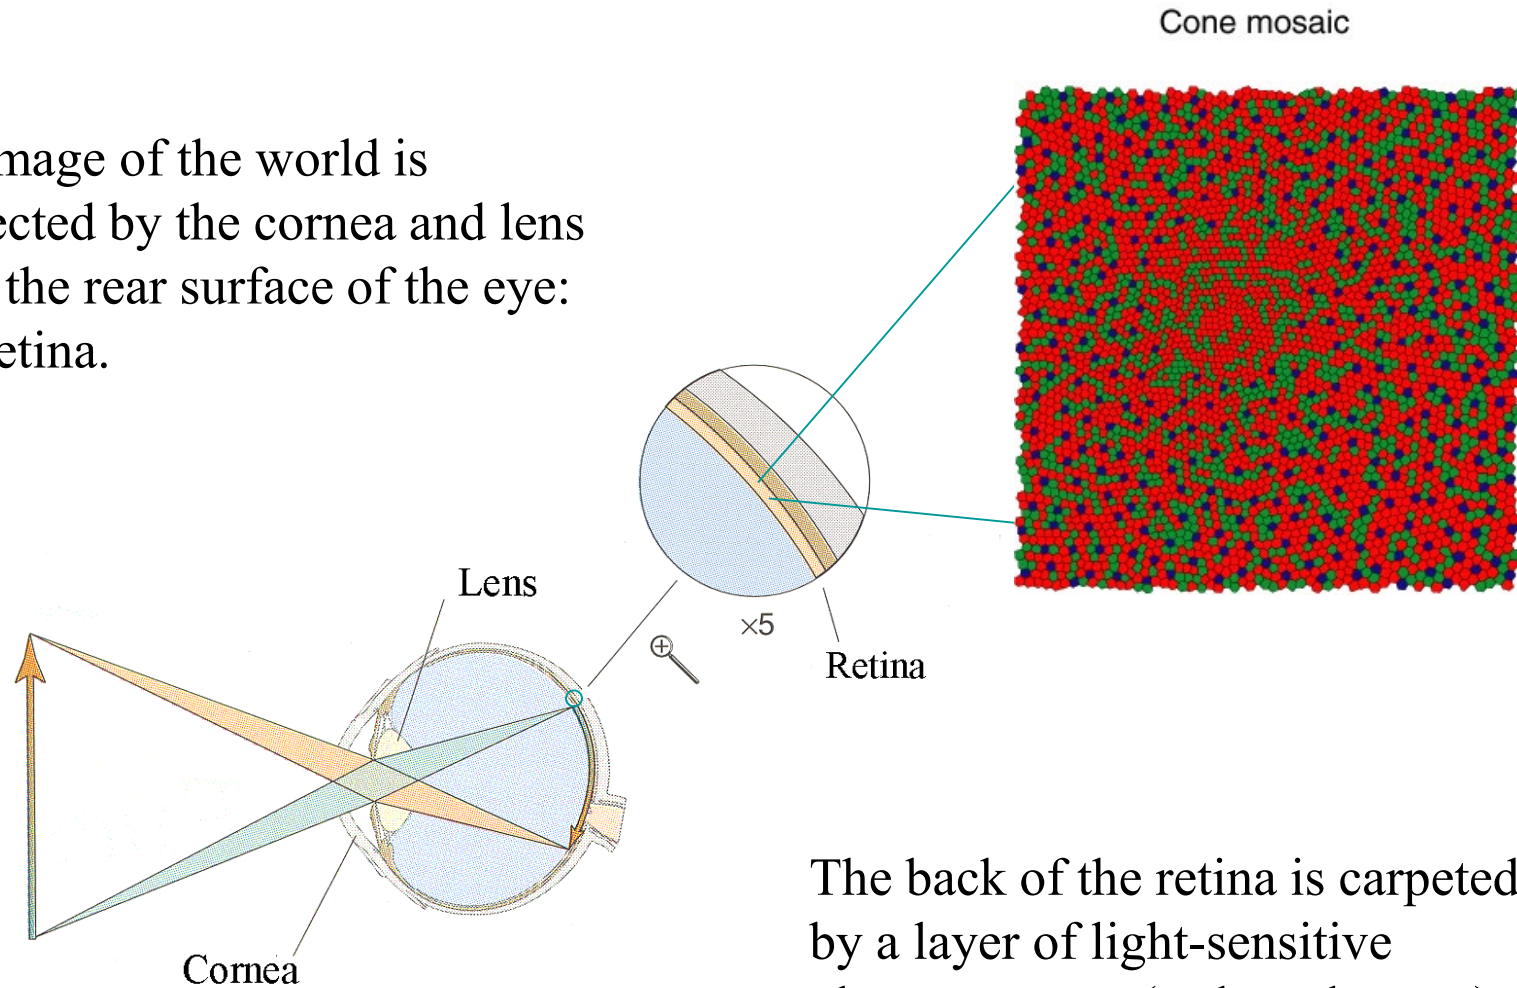 Cone mosaic
mage of the world is
ected by the cornea and lens
the rear surface of the eye:
etina.
Lens
×5
Retina
Cornea
The back of the retina is carpeted
by a layer of light-sensitive